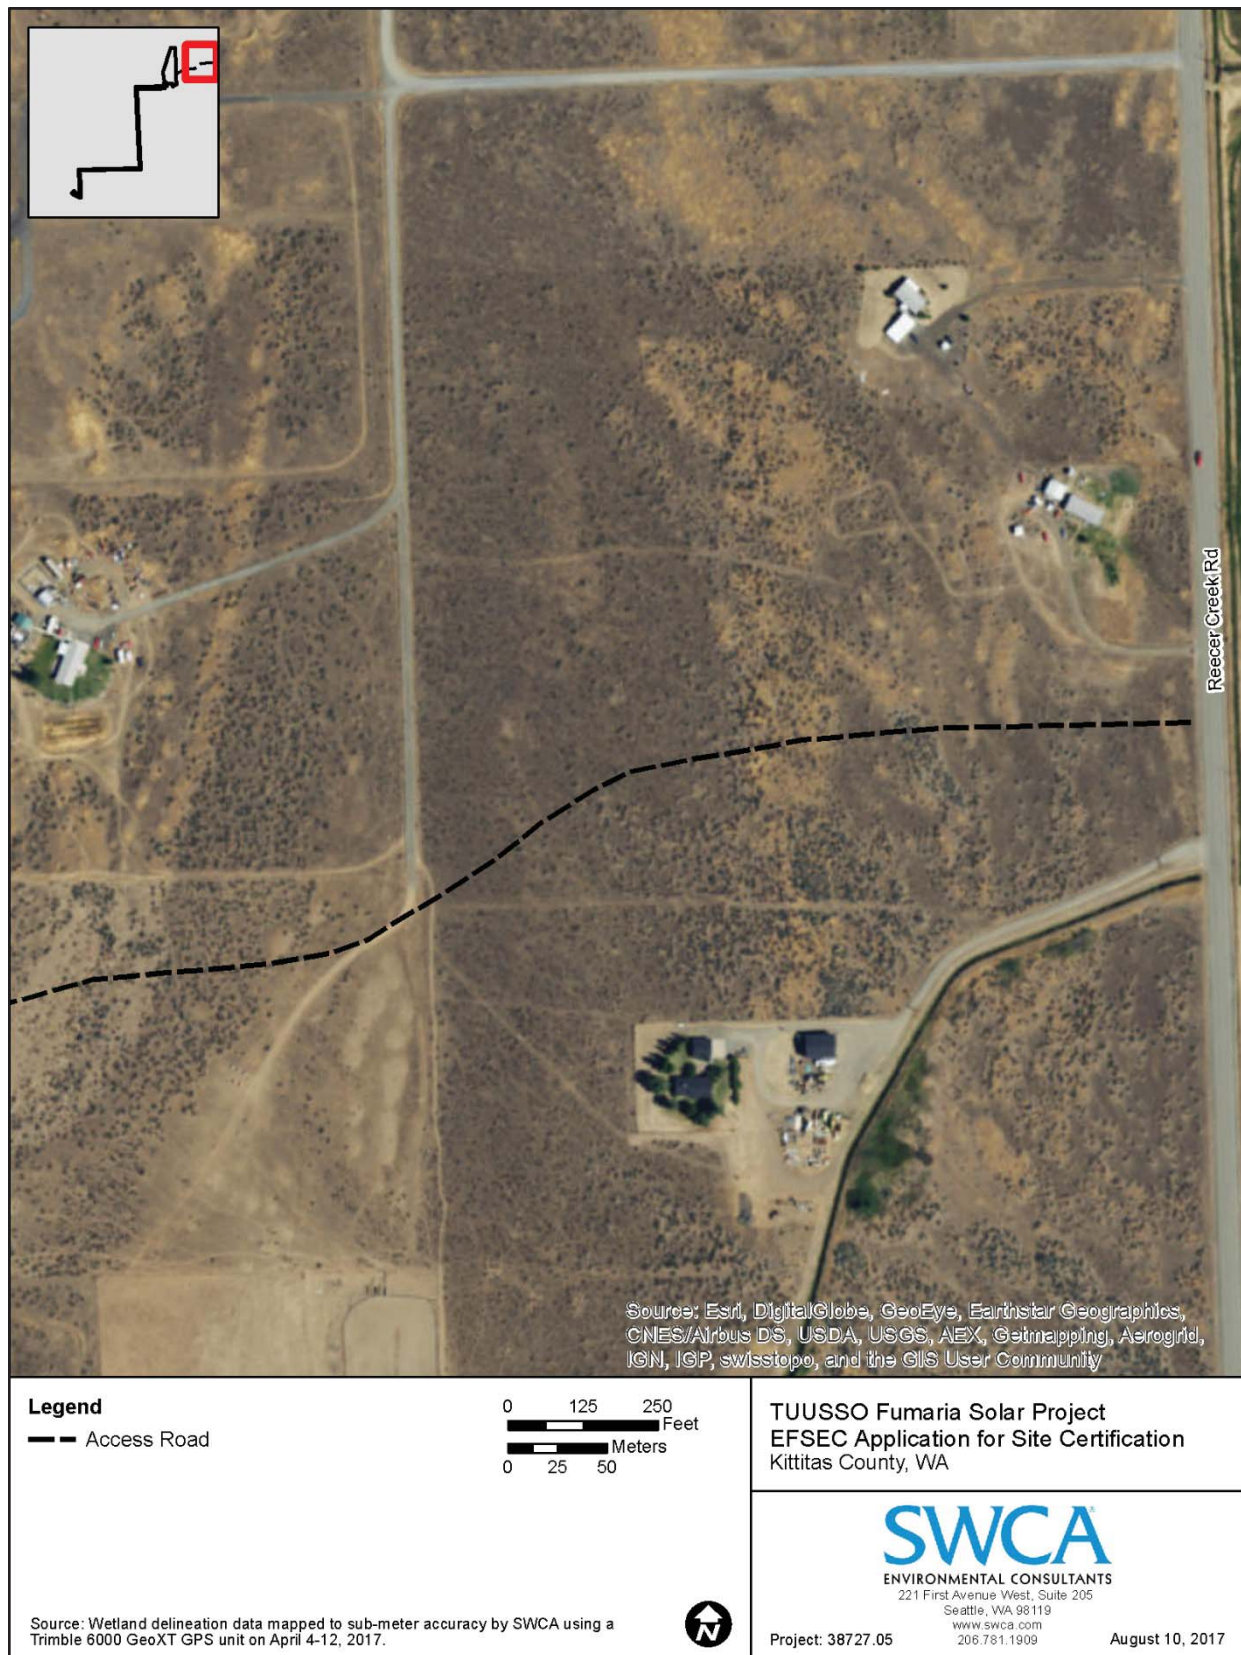 Reecer Creek Rd
Source: Esri, DigitalGlobe, GeoEye, Earthstar Geographics,
CNES/Airbus DS, USDA, USGS, AEX, Getmapping, Aerogrid,
IGN, IGP, swisstopo, and the GIS User Community
Legend
Access Road
0 125 250
Feet
Meters
0 25 50
Source: Wetland delineation data mapped to sub-meter accuracy by SWCA using a
Trimble 6000 GeoXT GPS unit on April 4-12, 2017.
N
TUUSSO Fumaria Solar Project
EFSEC Application for Site Certification
Kittitas County, WA
SWCA®
ENVIRONMENTAL CONSULTANTS
221 First Avenue West, Suite 205
Seattle, WA 98119
www.swca.com
206.781.1909
Project: 38727.05
August 10, 2017